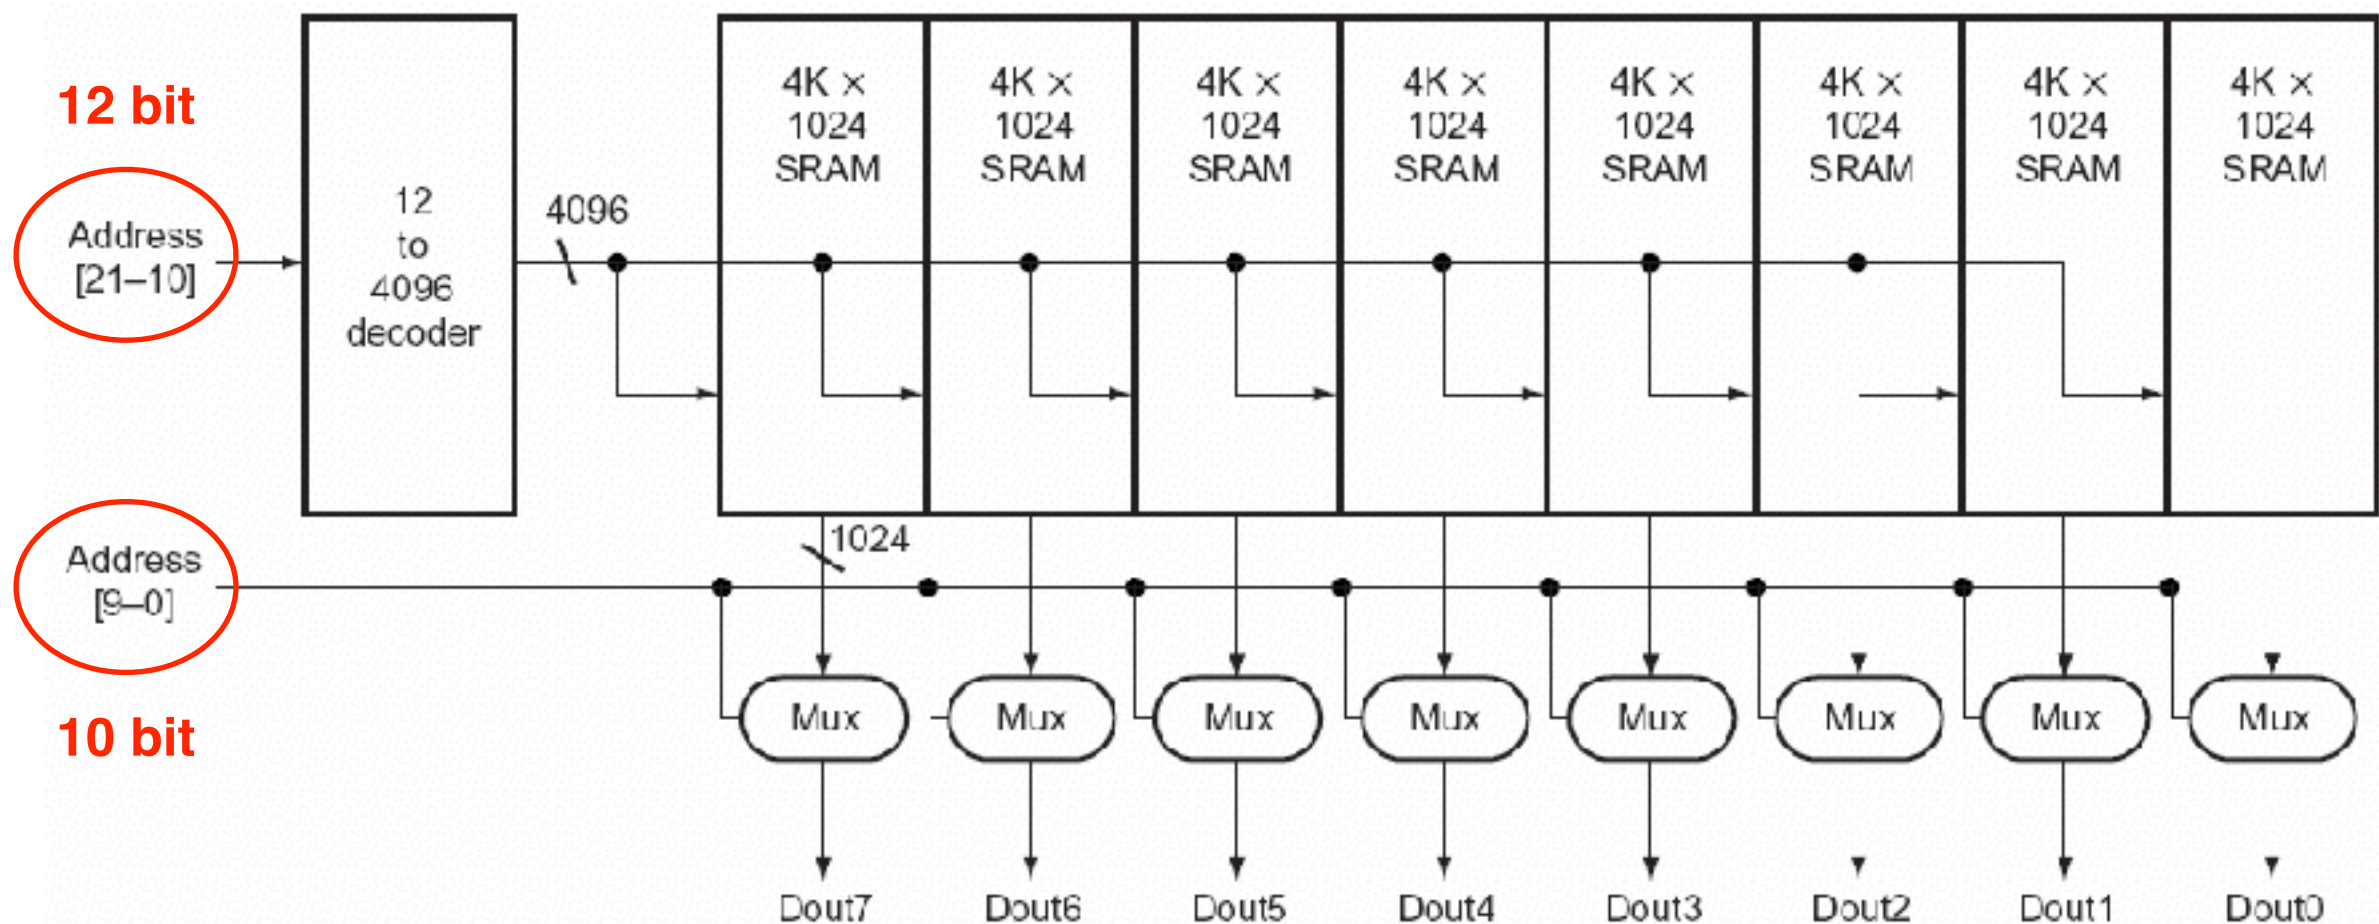 12 bit
Address
[21–10]
12
to
4096
decoder
4096
4K ×
1024
SRAM
4K ×
1024
SRAM
4K ×
1024
SRAM
4K ×
1024
SRAM
4K ×
1024
SRAM
4K ×
1024
SRAM
4K ×
1024
SRAM
4K ×
1024
SRAM
Address
[9–0]
1024
10 bit
Mux
Mux
Mux
Mux
Mux
Mux
Mux
Mux
Dout7
Dout6
Dout5
Dout4
Dout3
Dout2
Dout1
Dout0